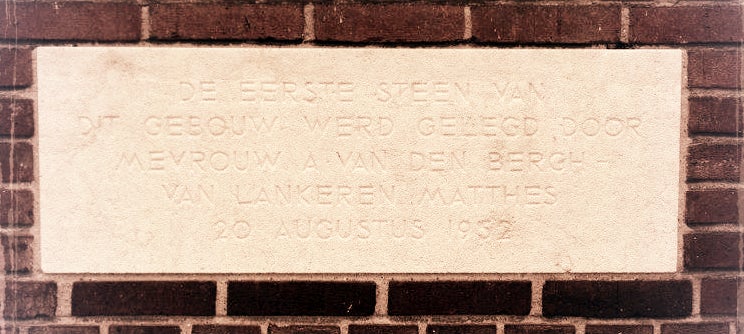 DE EERSTE STEEN VAN
DIT GEBOUW WERD GELEGD DOOR
MEVROUW A VAN DEN BERGH -
VAN LANKEREN MATTHES
20 AUGUSTUS 1952